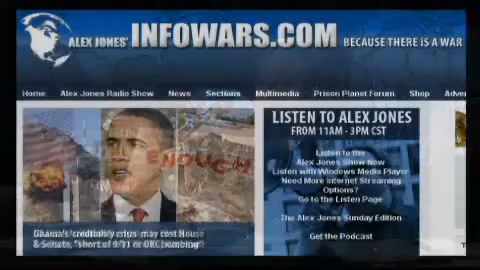 ALEX JONES' INFOWARS.COM BECAUSE THERE IS A WAR
Home Alex Jones Radio Show News Sections Multimedia Prison Planet Forum Shop Adver
ENOUGH
Obama's 'credibility crisis' may cost House
& Senate, "short of 9/11 or OKC bombing
LISTEN TO ALEX JONES
FROM 11AM - 3PM CST
Listen to the
Alex Jones Show Now
Listen with Windows Media Player
Need More Internet Streaming
Options?
Go to the Listen Page
The Alex Jones Sunday Edition
Get the Podcast